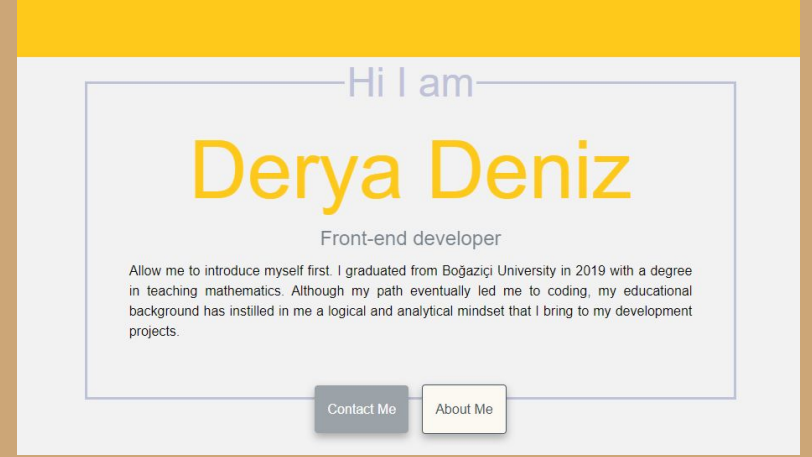 Hi I am
Derya Deniz
Front-end developer
Allow me to introduce myself first. I graduated from Boğaziçi University in 2019 with a degree
in teaching mathematics. Although my path eventually led me to coding, my educational
background has instilled in me a logical and analytical mindset that I bring to my development
projects.
Contact Me
About Me